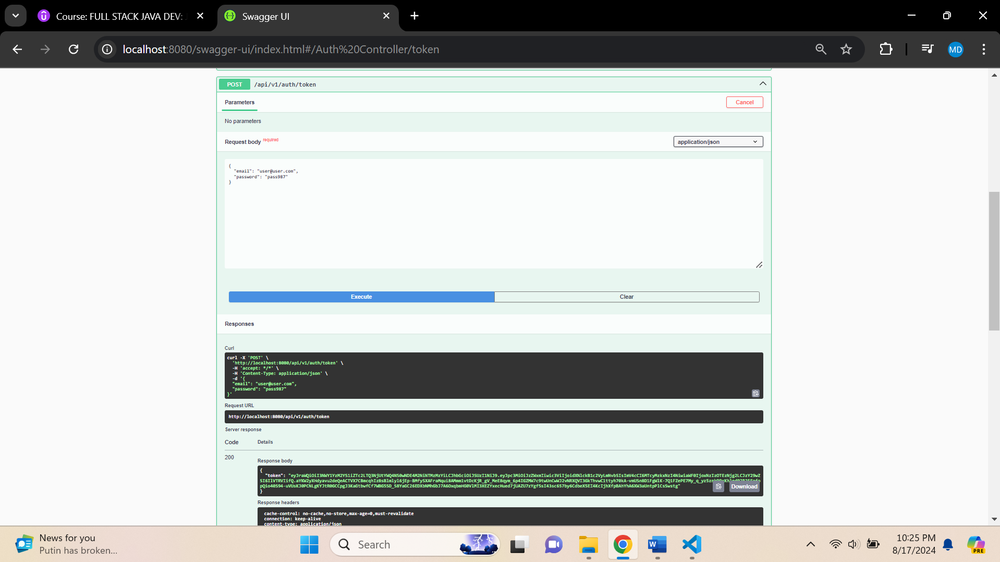 Course: FULL STACK JAVA DEV:
Swagger UI
localhost:8080/swagger-ui/index.html#/Auth%20Controller/token
MD
POST /api/v1/auth/token
Parameters
Cancel
No parameters
Request body required
application/json
{
"email": "user@user.com",
"password": "pass987"
}
Execute
Clear
Responses
Curl
curl -X 'POST' \
'http://localhost:8080/api/v1/auth/token' \
-H 'accept: */*' \
-H 'Content-Type: application/json' \
-d '{
"email": "user@user.com",
"password": "pass987"
}'
Request URL
http://localhost:8080/api/v1/auth/token
Server response
Code Details
200
Response body
{
"token":
Download
}
Response headers
cache-control: no-cache,no-store,max-age=0,must-revalidate
connection: keep-alive
content-type: application/json
News for you
Putin has broken...
Search
W
10:25 PM
8/17/2024
PRE